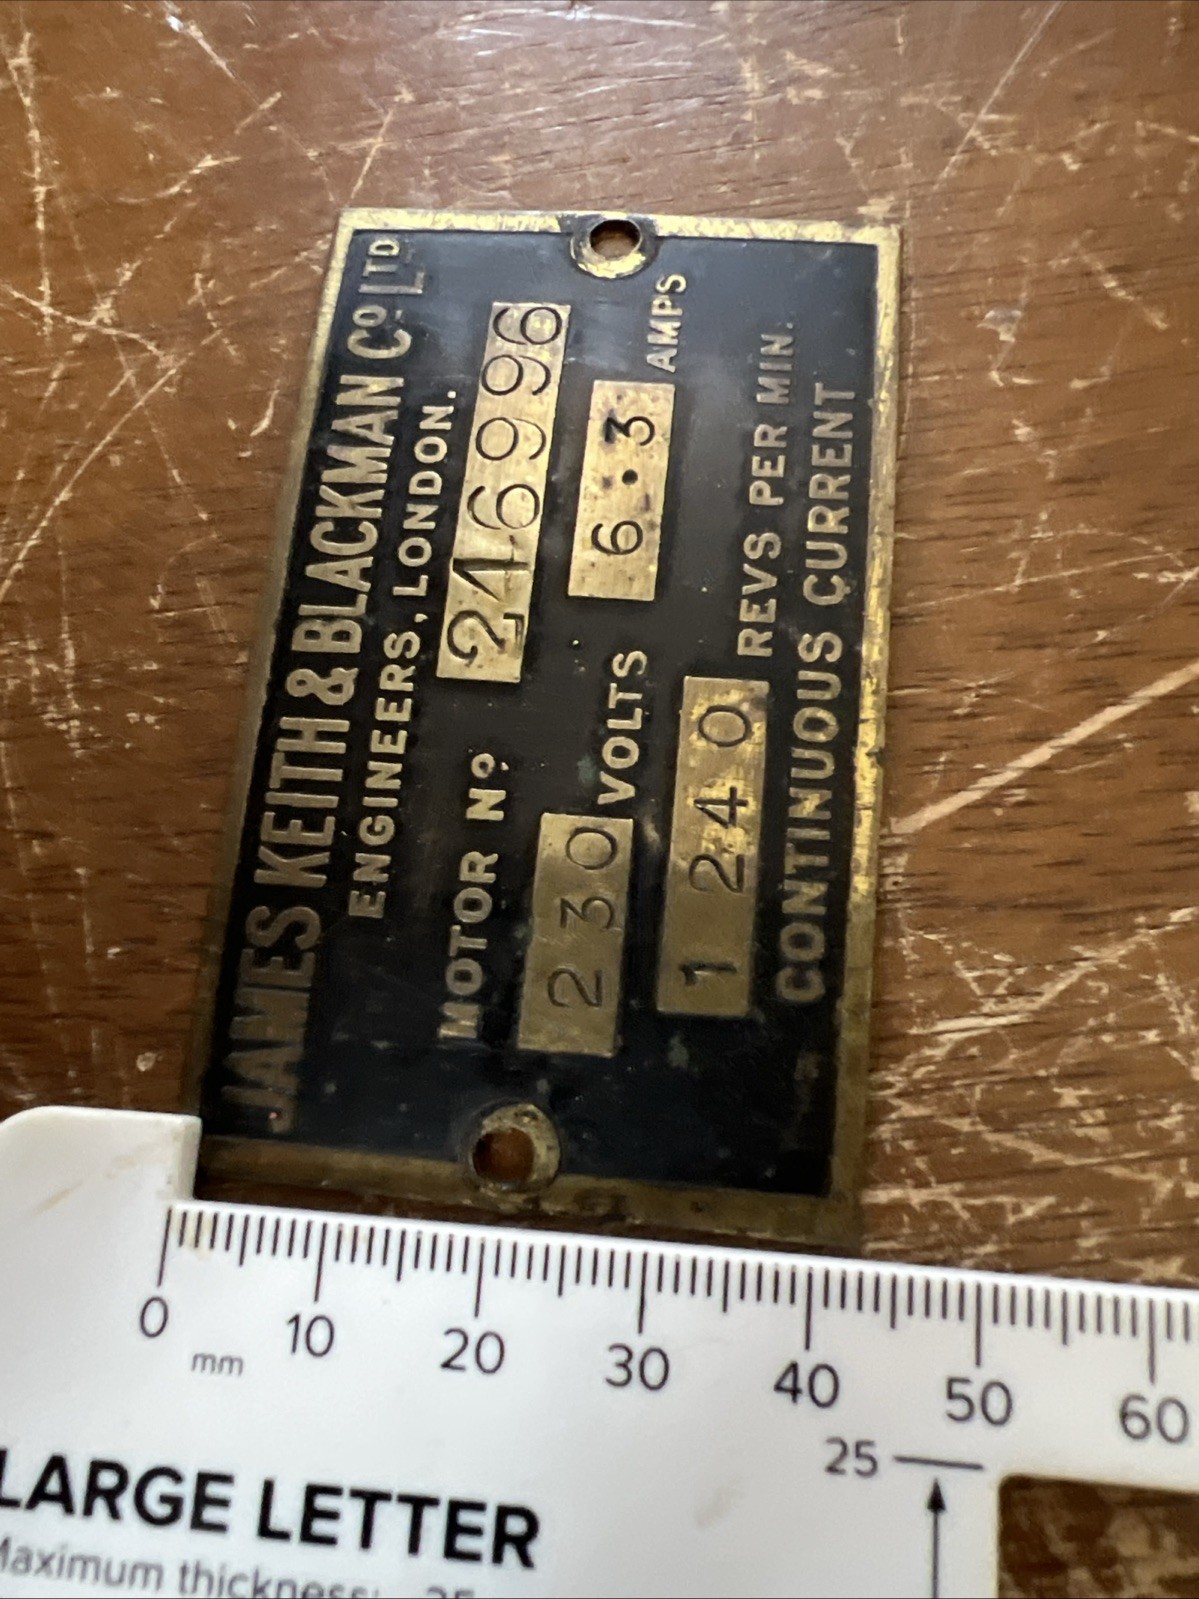 JAMES KEITH & BLACKMAN Cº LTD
ENGINEERS, LONDON.
MOTOR Nº 246996
230 VOLTS 6.3 AMPS
1240 REVS PER MIN.
CONTINUOUS CURRENT
0 10 20 30 40 50 60
mm
25
LARGE LETTER
Maximum thickness: